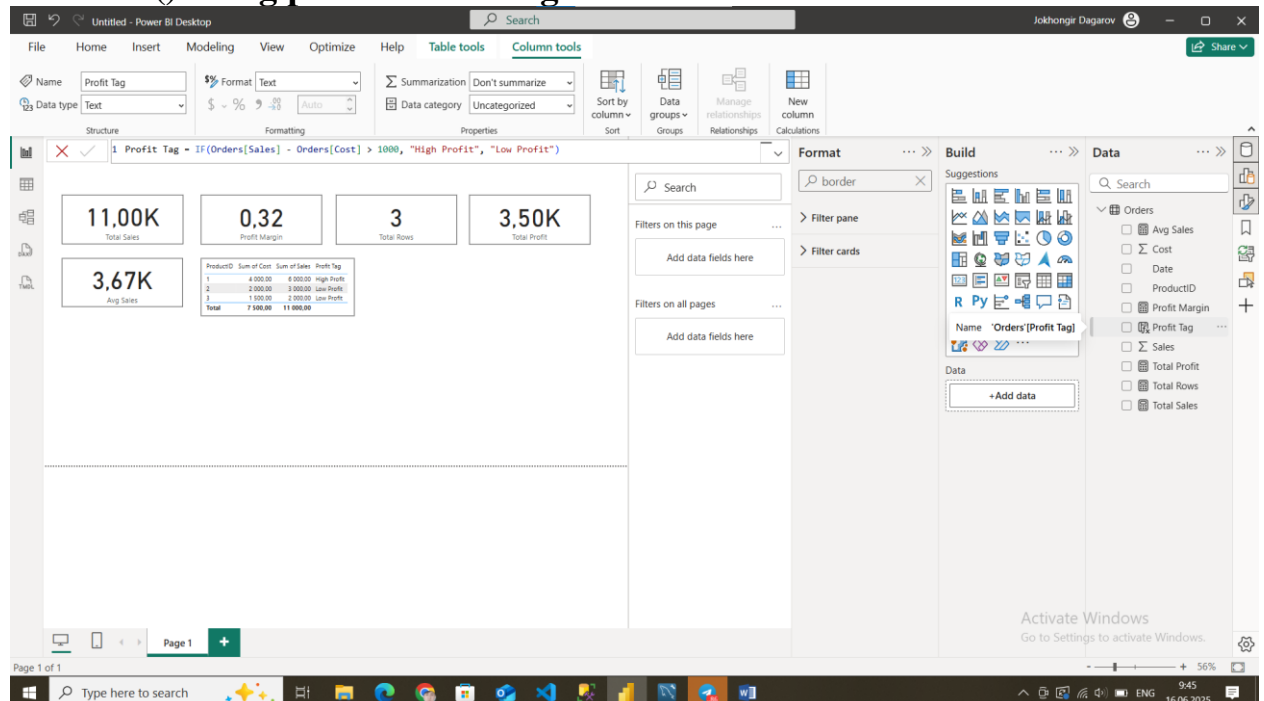 Untitled - Power BI Desktop
Search
Jokhongir Dagarov
File Home Insert Modeling View Optimize Help Table tools Column tools
Share
Name Profit Tag
Data type Text
Structure
Format Text
$ % Auto
Formatting
Summarization Don't summarize
Data category Uncategorized
Properties
Sort by column
Sort
Data groups
Groups
Manage relationships
Relationships
New column
Calculations
1 Profit Tag = IF(Orders[Sales] - Orders[Cost] > 1000, "High Profit", "Low Profit")
11,00K
Total Sales
0,32
Profit Margin
3
Total Rows
3,50K
Total Profit
3,67K
Avg Sales
ProductID Sum of Cost Sum of Sales Profit Tag
1 4 000,00 6 000,00 High Profit
2 2 000,00 3 000,00 Low Profit
3 1 500,00 2 000,00 Low Profit
Total 7 500,00 11 000,00
Search
Filters on this page ...
Add data fields here
Filters on all pages ...
Add data fields here
Format ...
border
Filter pane
Filter cards
Build ...
Suggestions
R Py
Name 'Orders'[Profit Tag]
...
Data
+Add data
Data ...
Search
Orders
Avg Sales
Cost
Date
ProductID
Profit Margin
Profit Tag ...
Sales
Total Profit
Total Rows
Total Sales
Activate Windows
Go to Settings to activate Windows.
TMDL
Page 1
Page 1 of 1
56%
Type here to search
ENG
9:45
16.06.2025